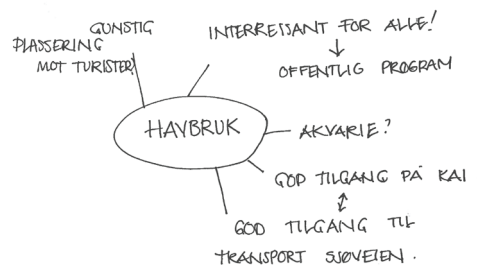 GUNSTIG
PLASSERING
MOT TURISTER!
INTERRESSANT FOR ALLE!
↓
OFFENTLIG PROGRAM
HAVBRUK
AKVARIE?
GOD TILGANG PÅ KAI
↕
GOD TILGANG TIL
TRANSPORT SJØVEIEN.